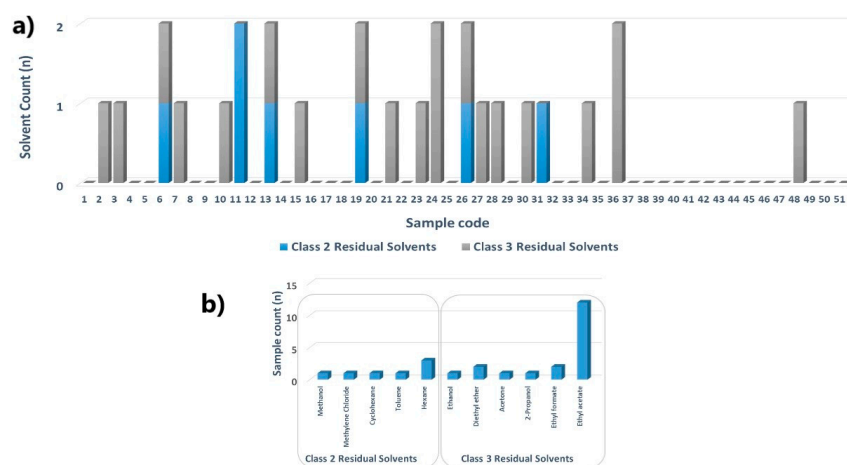 a)
Solvent Count (n)
2
1
0
1 2 3 4 5 6 7 8 9 10 11 12 13 14 15 16 17 18 19 20 21 22 23 24 25 26 27 28 29 30 31 32 33 34 35 36 37 38 39 40 41 42 43 44 45 46 47 48 49 50 51
Sample code
Class 2 Residual Solvents Class 3 Residual Solvents
b)
Sample count (n)
15
10
5
0
Methanol
Methylene Chloride
Cyclohexane
Toluene
Hexane
Ethanol
Diethyl ether
Acetone
2-Propanol
Ethyl formate
Ethyl acetate
Class 2 Residual Solvents Class 3 Residual Solvents